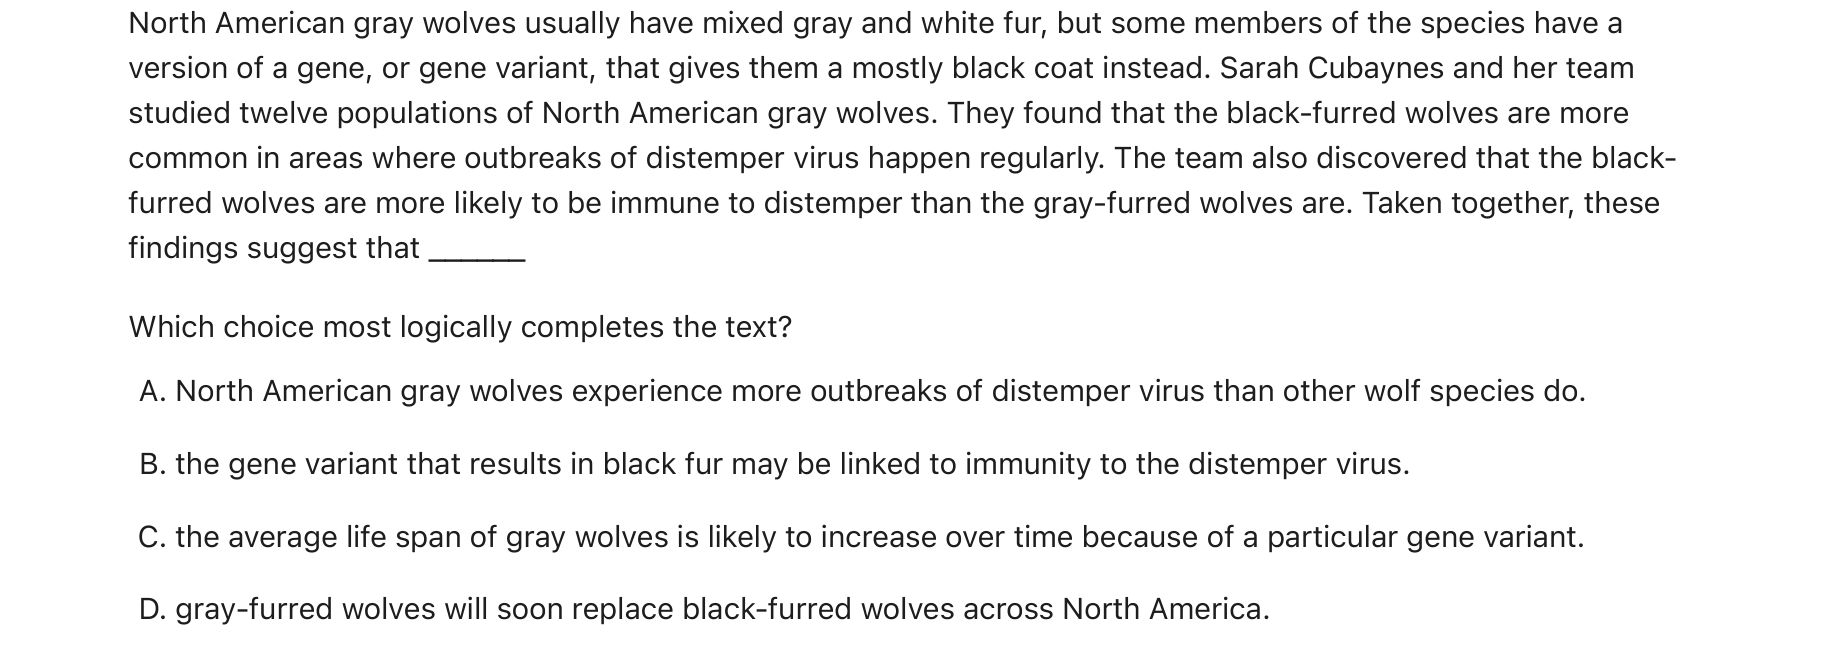 North American gray wolves usually have mixed gray and white fur, but some members of the species have a
version of a gene, or gene variant, that gives them a mostly black coat instead. Sarah Cubaynes and her team
studied twelve populations of North American gray wolves. They found that the black-furred wolves are more
common in areas where outbreaks of distemper virus happen regularly. The team also discovered that the black-
furred wolves are more likely to be immune to distemper than the gray-furred wolves are. Taken together, these
findings suggest that ______
Which choice most logically completes the text?
A. North American gray wolves experience more outbreaks of distemper virus than other wolf species do.
B. the gene variant that results in black fur may be linked to immunity to the distemper virus.
C. the average life span of gray wolves is likely to increase over time because of a particular gene variant.
D. gray-furred wolves will soon replace black-furred wolves across North America.